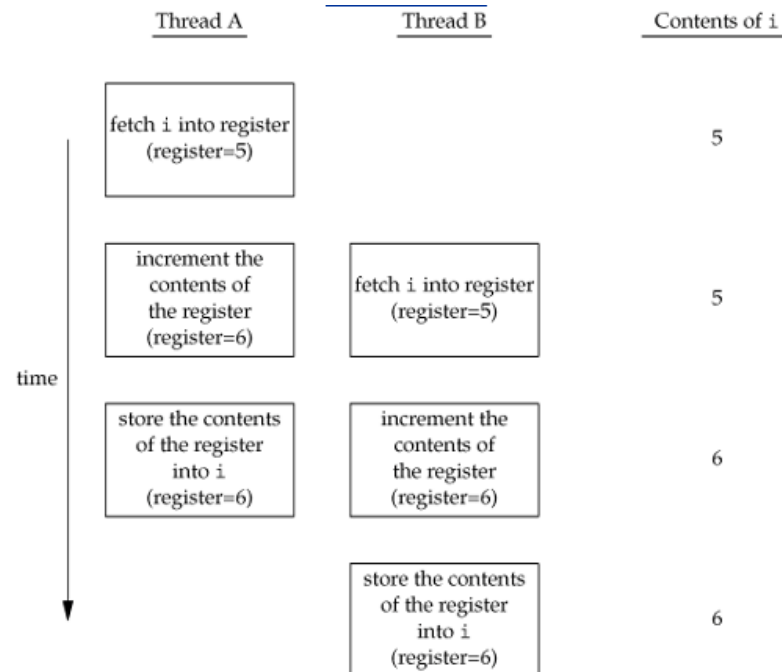 Thread A
Thread B
Contents of i
fetch i into register
(register=5)
5
increment the
contents of
the register
(register=6)
fetch i into register
(register=5)
5
time
store the contents
of the register
into i
(register=6)
increment the
contents of
the register
(register=6)
6
store the contents
of the register
into i
(register=6)
6